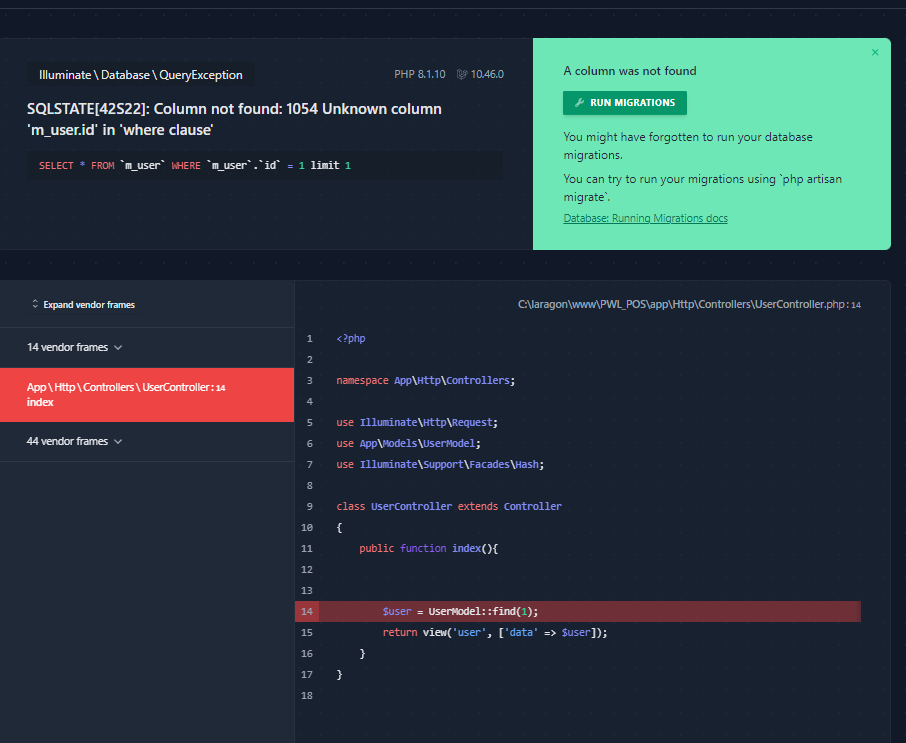 Illuminate \ Database \ QueryException
PHP 8.1.10 10.46.0
SQLSTATE[42S22]: Column not found: 1054 Unknown column
'm_user.id' in 'where clause'
SELECT * FROM `m_user` WHERE `m_user`.`id` = 1 limit 1
×
A column was not found
RUN MIGRATIONS
You might have forgotten to run your database
migrations.
You can try to run your migrations using `php artisan
migrate`.
Database: Running Migrations docs
Expand vendor frames
14 vendor frames
App \ Http \ Controllers \ UserController : 14
index
44 vendor frames
C:\laragon\www\PWL_POS\app\Http\Controllers\UserController.php : 14
1 <?php
2
3 namespace App\Http\Controllers;
4
5 use Illuminate\Http\Request;
6 use App\Models\UserModel;
7 use Illuminate\Support\Facades\Hash;
8
9 class UserController extends Controller
10 {
11 public function index(){
12
13
14 $user = UserModel::find(1);
15 return view('user', ['data' => $user]);
16 }
17 }
18